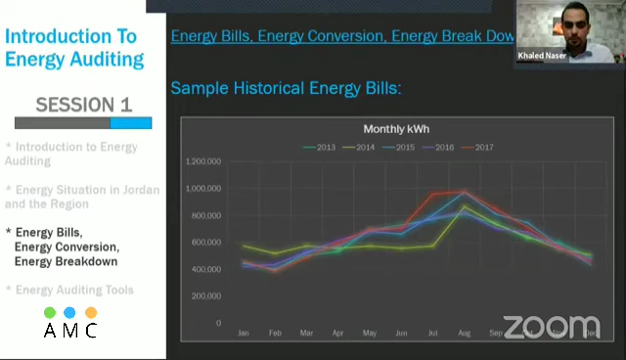 Introduction To
Energy Auditing
SESSION 1
* Introduction to Energy
Auditing
* Energy Situation in Jordan
and the Region
* Energy Bills,
Energy Conversion,
Energy Breakdown
* Energy Auditing Tools
AMC
Energy Bills, Energy Conversion, Energy Break Dow
Khaled Naser
Sample Historical Energy Bills:
Monthly kWh
2013 2014 2015 2016 2017
1,200,000
1,000,000
800,000
600,000
400,000
200,000
0
Jan Feb Mar Apr May Jun Jul Aug Sep Dec
zoom